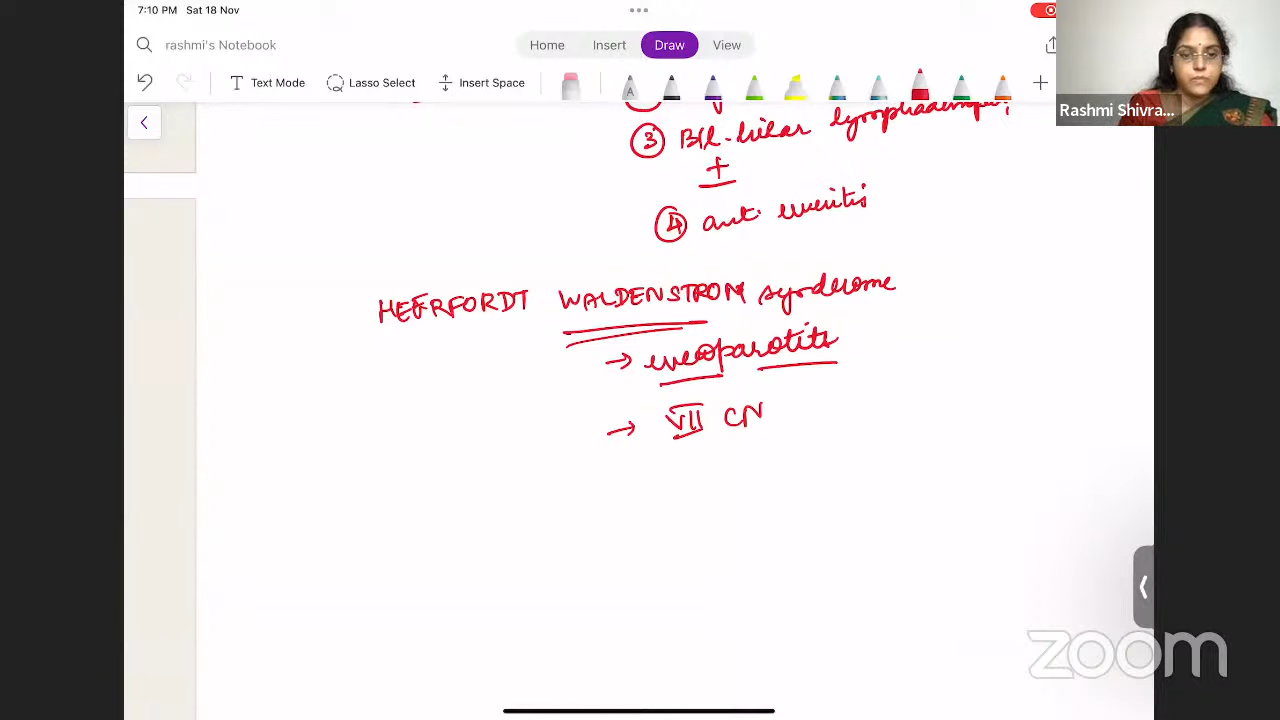 7:10 PM Sat 18 Nov
rashmi's Notebook
Home Insert Draw View
Text Mode Lasso Select Insert Space
A
Rashmi Shivra...
③ B/L - hilar lymphadenopathy
+
④ ant. uveitis
HEERFORDT WALDENSTROM syndrome
→ uveoparotitis
→ VII CN
zoom